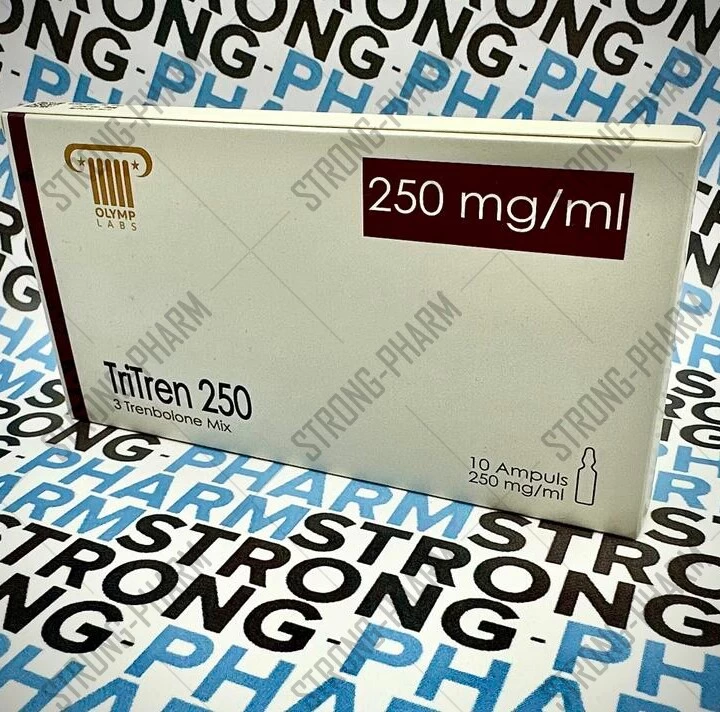 OLYMP
LABS
250 mg/ml
TriTren 250
3 Trenbolone Mix
10 Ampuls
250 mg/ml
STRONG-PHARM